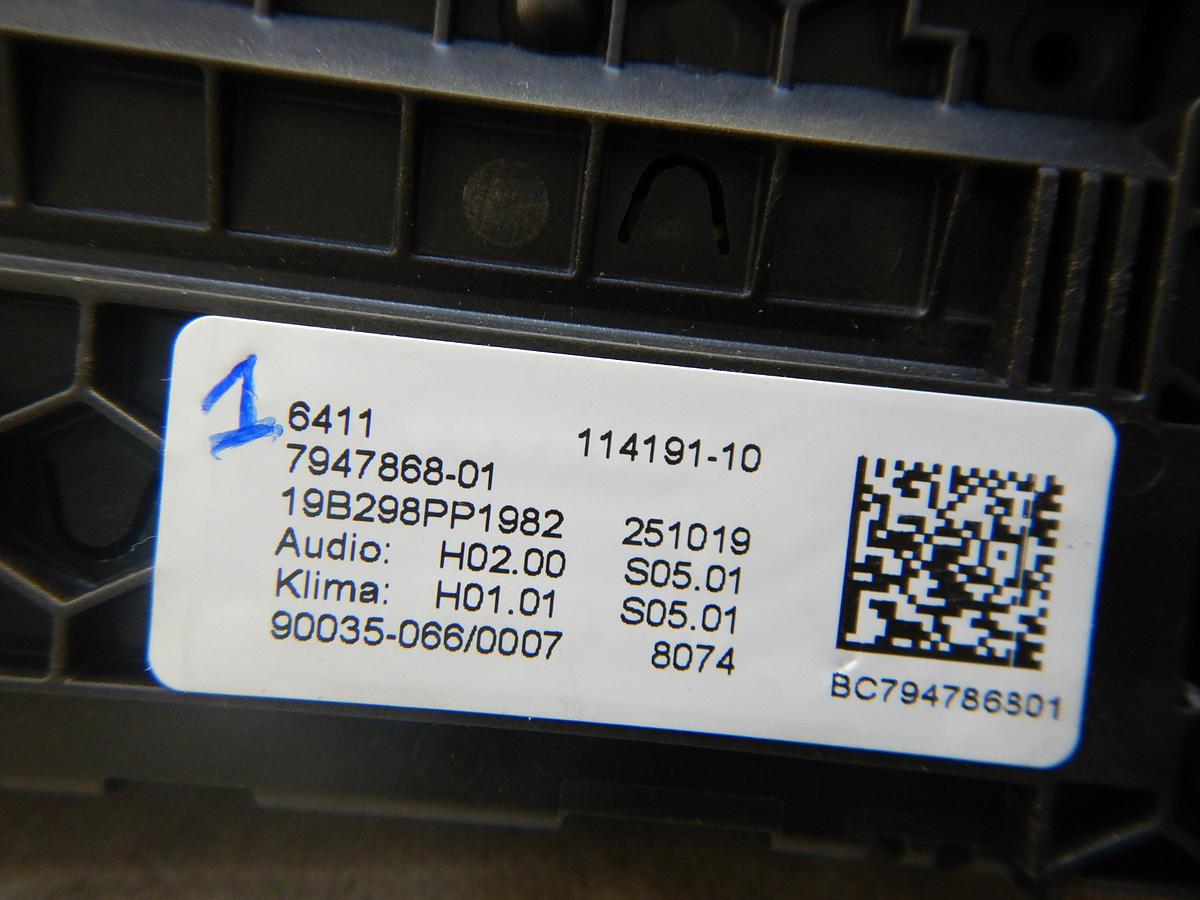 1
6411 114191-10
7947868-01
19B298PP1982 251019
Audio: H02.00 S05.01
Klima: H01.01 S05.01
90035-066/0007 8074
BC794786801